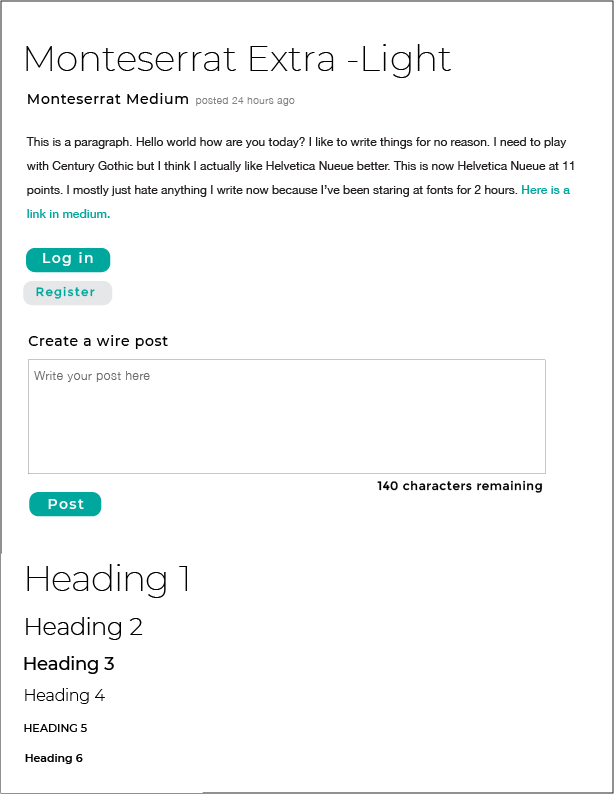 Monteserrat Extra -Light
Monteserrat Medium posted 24 hours ago
This is a paragraph. Hello world how are you today? I like to write things for no reason. I need to play
with Century Gothic but I think I actually like Helvetica Nueue better. This is now Helvetica Nueue at 11
points. I mostly just hate anything I write now because I've been staring at fonts for 2 hours. Here is a
link in medium.
Log in
Register
Create a wire post
Write your post here
140 characters remaining
Post
Heading 1
Heading 2
Heading 3
Heading 4
HEADING 5
Heading 6